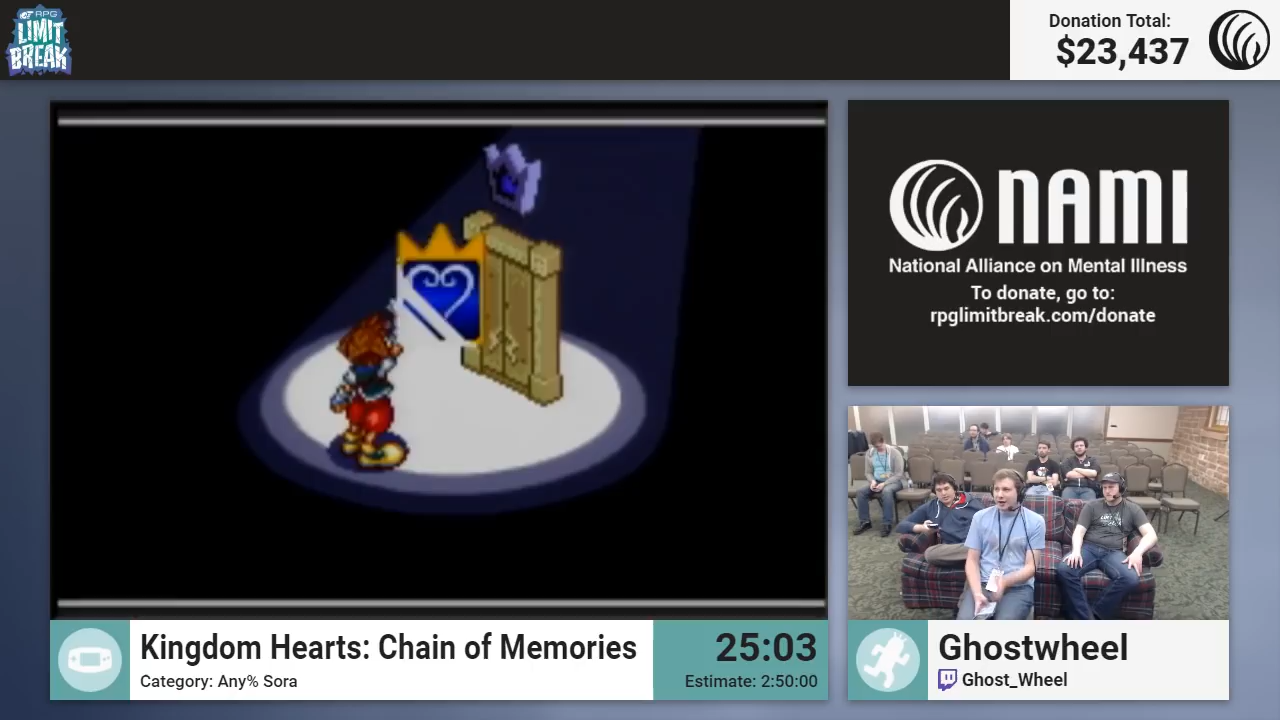 RPG
LIMIT
BREAK
Donation Total:
$23,437
NAMI
National Alliance on Mental Illness
To donate, go to:
rpglimitbreak.com/donate
Kingdom Hearts: Chain of Memories
Category: Any% Sora
25:03
Estimate: 2:50:00
Ghostwheel
Ghost_Wheel